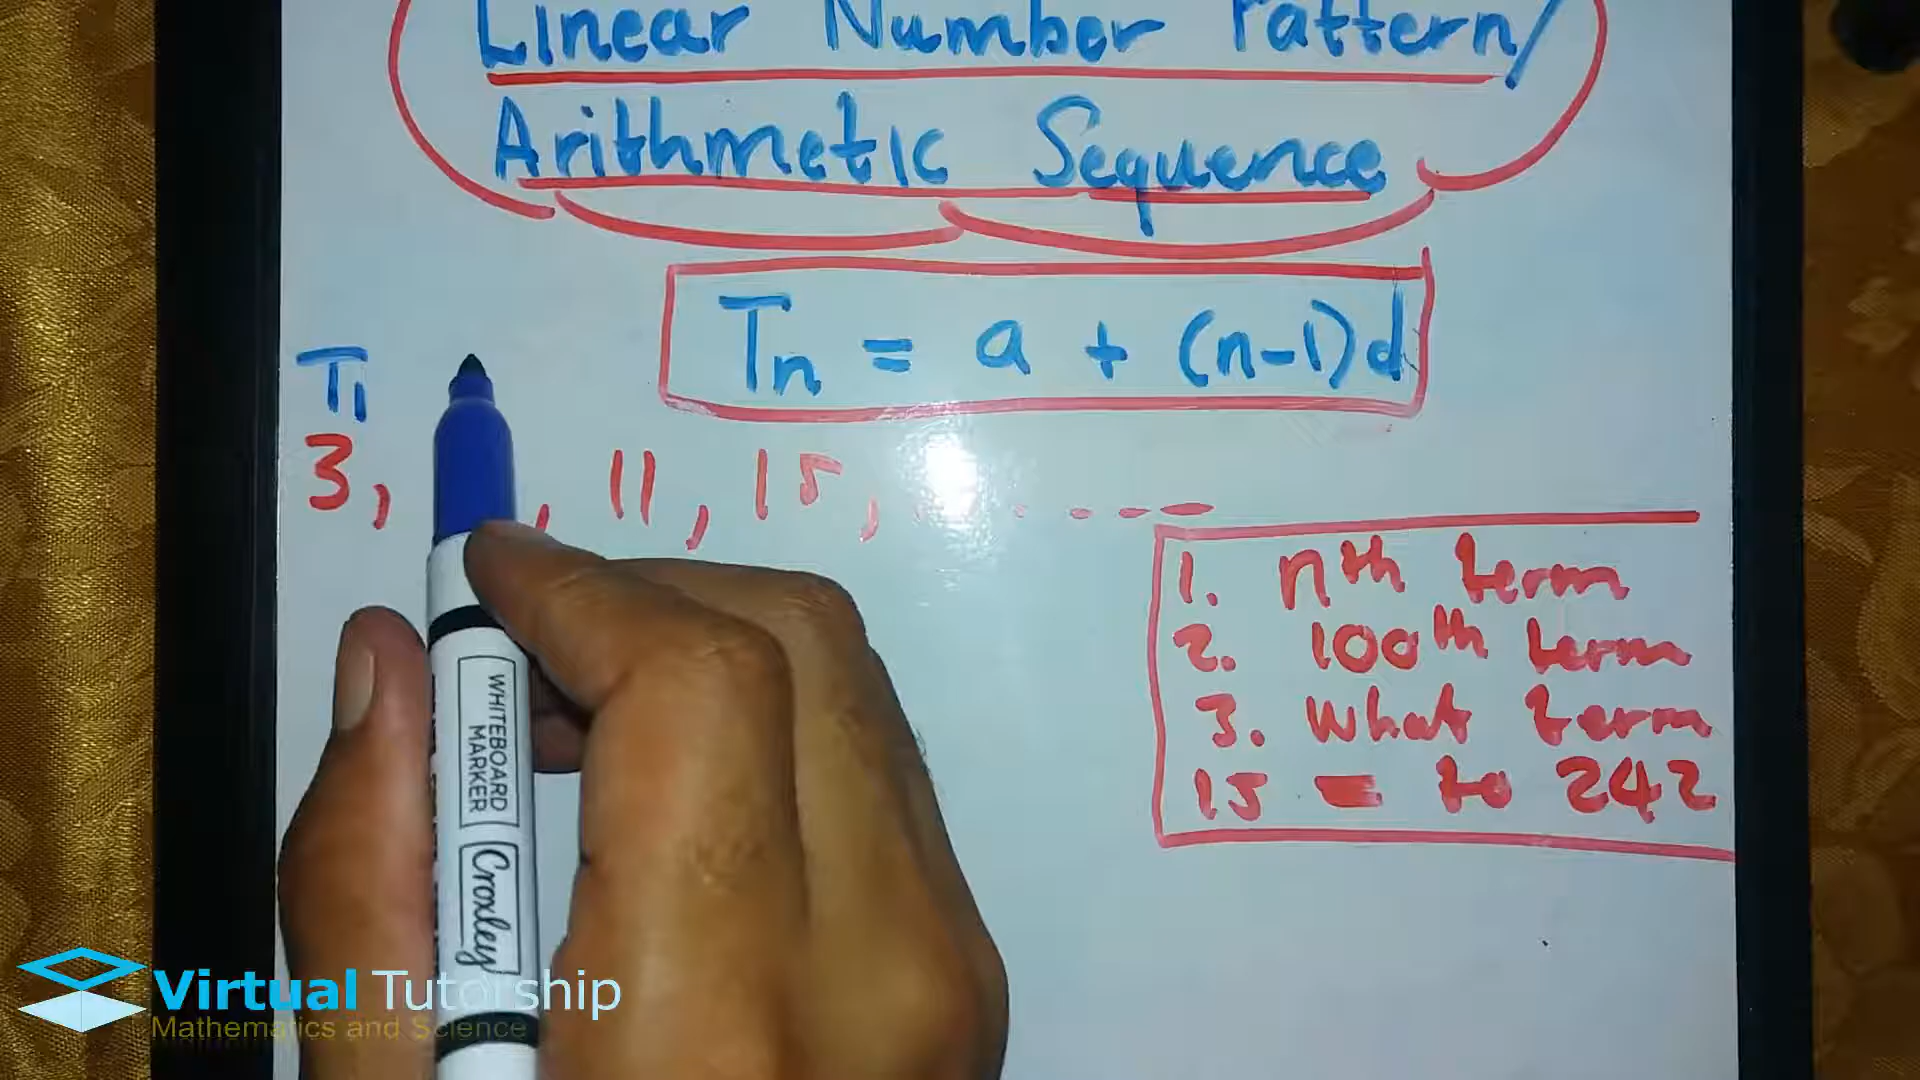 Linear Number Pattern/
Arithmetic Sequence
Tn = a + (n-1)d
T1
3, , 11, 15, . . - - -
1. nth term
2. 100th term
3. What term
is = to 242
WHITEBOARD
MARKER
Croxley
Virtual Tutorship
Mathematics and Science